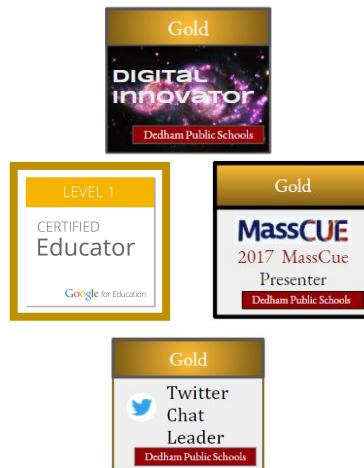 Gold
DIGITaL
INNOVaTOR
Dedham Public Schools
LEVEL 1
CERTIFIED
Educator
Google for Education
Gold
MassCUE
2017 MassCue
Presenter
Dedham Public Schools
Gold
Twitter
Chat
Leader
Dedham Public Schools